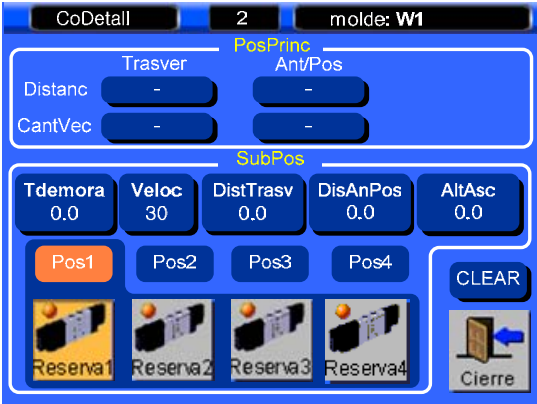 CoDetall 2 molde: W1
PosPrinc
Trasver Ant/Pos
Distanc - -
CantVec - -
SubPos
Tdemora Veloc DistTrasv DisAnPos AltAsc
0.0 30 0.0 0.0 0.0
Pos1 Pos2 Pos3 Pos4
CLEAR
Reserva1 Reserva2 Reserva3 Reserva4
Cierre